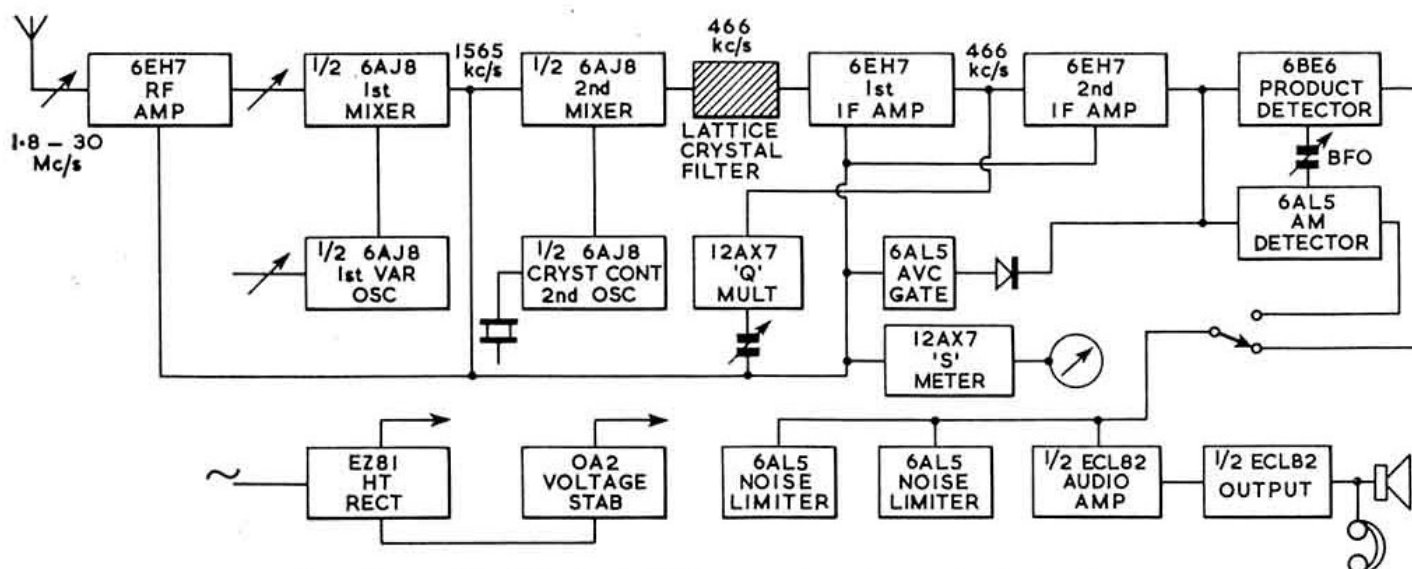 6EH7
RF
AMP
1·8 – 30
Mc/s
1/2 6AJ8
1st
MIXER
1565
kc/s
1/2 6AJ8
2nd
MIXER
466
kc/s
LATTICE
CRYSTAL
FILTER
6EH7
1st
IF AMP
466
kc/s
6EH7
2nd
IF AMP
6BE6
PRODUCT
DETECTOR
BFO
6AL5
AM
DETECTOR
1/2 6AJ8
1st VAR
OSC
1/2 6AJ8
CRYST CONT
2nd OSC
12AX7
'Q'
MULT
6AL5
AVC
GATE
12AX7
'S'
METER
EZ81
HT
RECT
OA2
VOLTAGE
STAB
6AL5
NOISE
LIMITER
6AL5
NOISE
LIMITER
1/2 ECL82
AUDIO
AMP
1/2 ECL82
OUTPUT